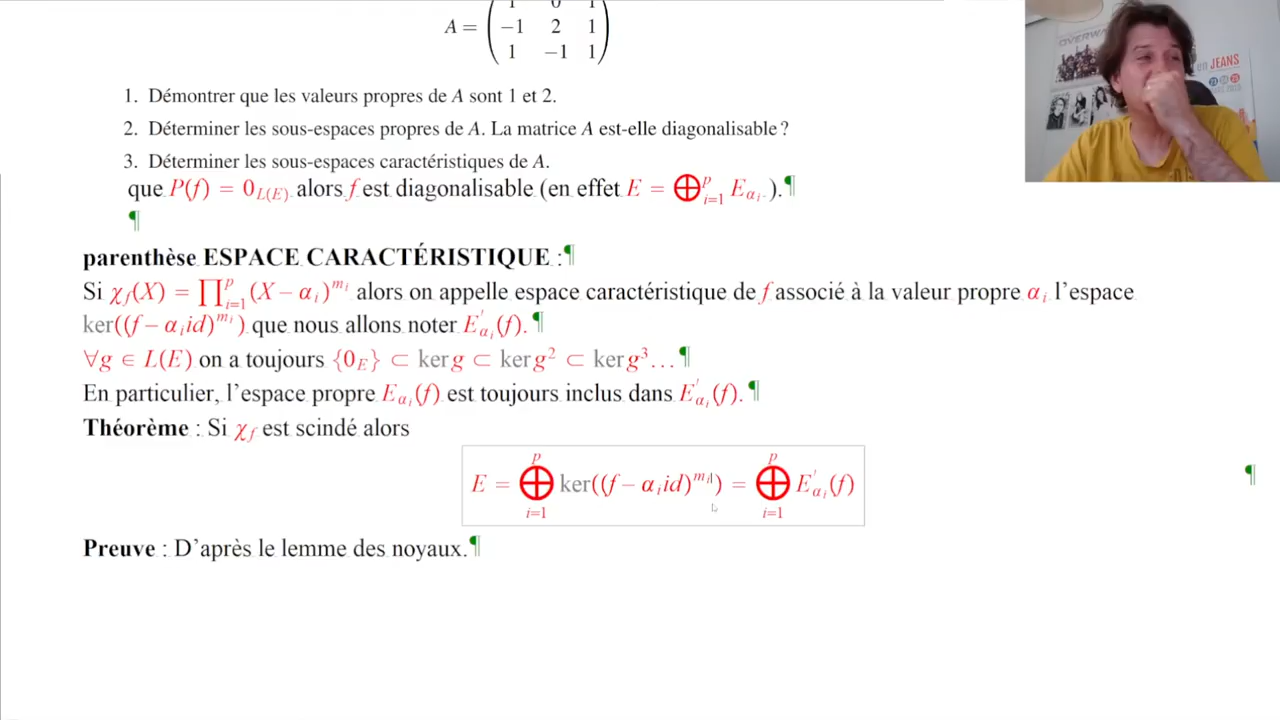 A = ( 1 0 1
−1 2 1
1 −1 1 )
1. Démontrer que les valeurs propres de A sont 1 et 2.
2. Déterminer les sous-espaces propres de A. La matrice A est-elle diagonalisable ?
3. Déterminer les sous-espaces caractéristiques de A.
que P(f) = 0_{L(E)} alors f est diagonalisable (en effet E = ⨁_{i=1}^{p} E_{α_i}).¶
¶
parenthèse ESPACE CARACTÉRISTIQUE :¶
Si χ_f(X) = ∏_{i=1}^{p} (X − α_i)^{m_i} alors on appelle espace caractéristique de f associé à la valeur propre α_i l’espace
ker((f − α_i id)^{m_i}) que nous allons noter E'_{α_i}(f).¶
∀g ∈ L(E) on a toujours {0_E} ⊂ ker g ⊂ ker g² ⊂ ker g³…¶
En particulier, l’espace propre E_{α_i}(f) est toujours inclus dans E'_{α_i}(f).¶
Théorème : Si χ_f est scindé alors
E = ⨁_{i=1}^{p} ker((f − α_i id)^{m_i}) = ⨁_{i=1}^{p} E'_{α_i}(f) ¶
Preuve : D’après le lemme des noyaux.¶
OVERW
en JEANS